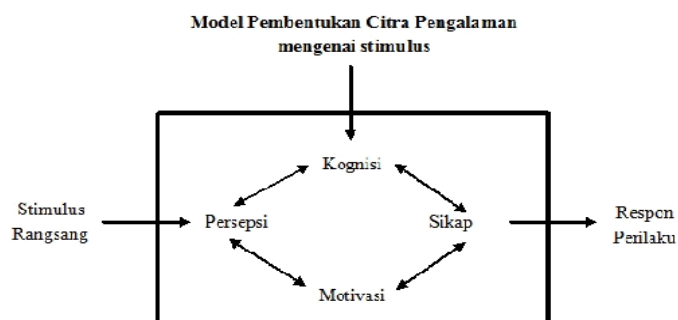 Model Pembentukan Citra Pengalaman
mengenai stimulus
Kognisi
Stimulus
Rangsang
Persepsi
Sikap
Respon
Perilaku
Motivasi